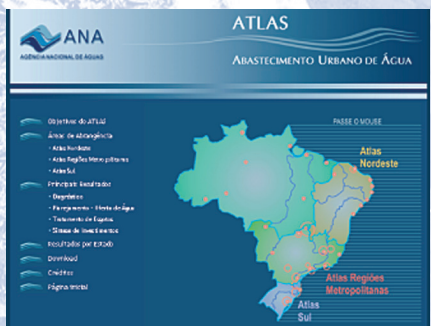 ANA
AGÊNCIA NACIONAL DE ÁGUAS
ATLAS
ABASTECIMENTO URBANO DE ÁGUA
Objetivos do ATLAS
Áreas de Abrangência
• Atlas Nordeste
• Atlas Regiões Metropolitanas
• Atlas Sul
Principais Resultados
• Diagnóstico
• Planejamento - Oferta de Água
• Tratamento de Esgotos
• Síntese de Investimentos
Resultados por Estado
Download
Créditos
Página Inicial
PASSE O MOUSE
Atlas
Nordeste
Atlas Regiões
Metropolitanas
Atlas
Sul